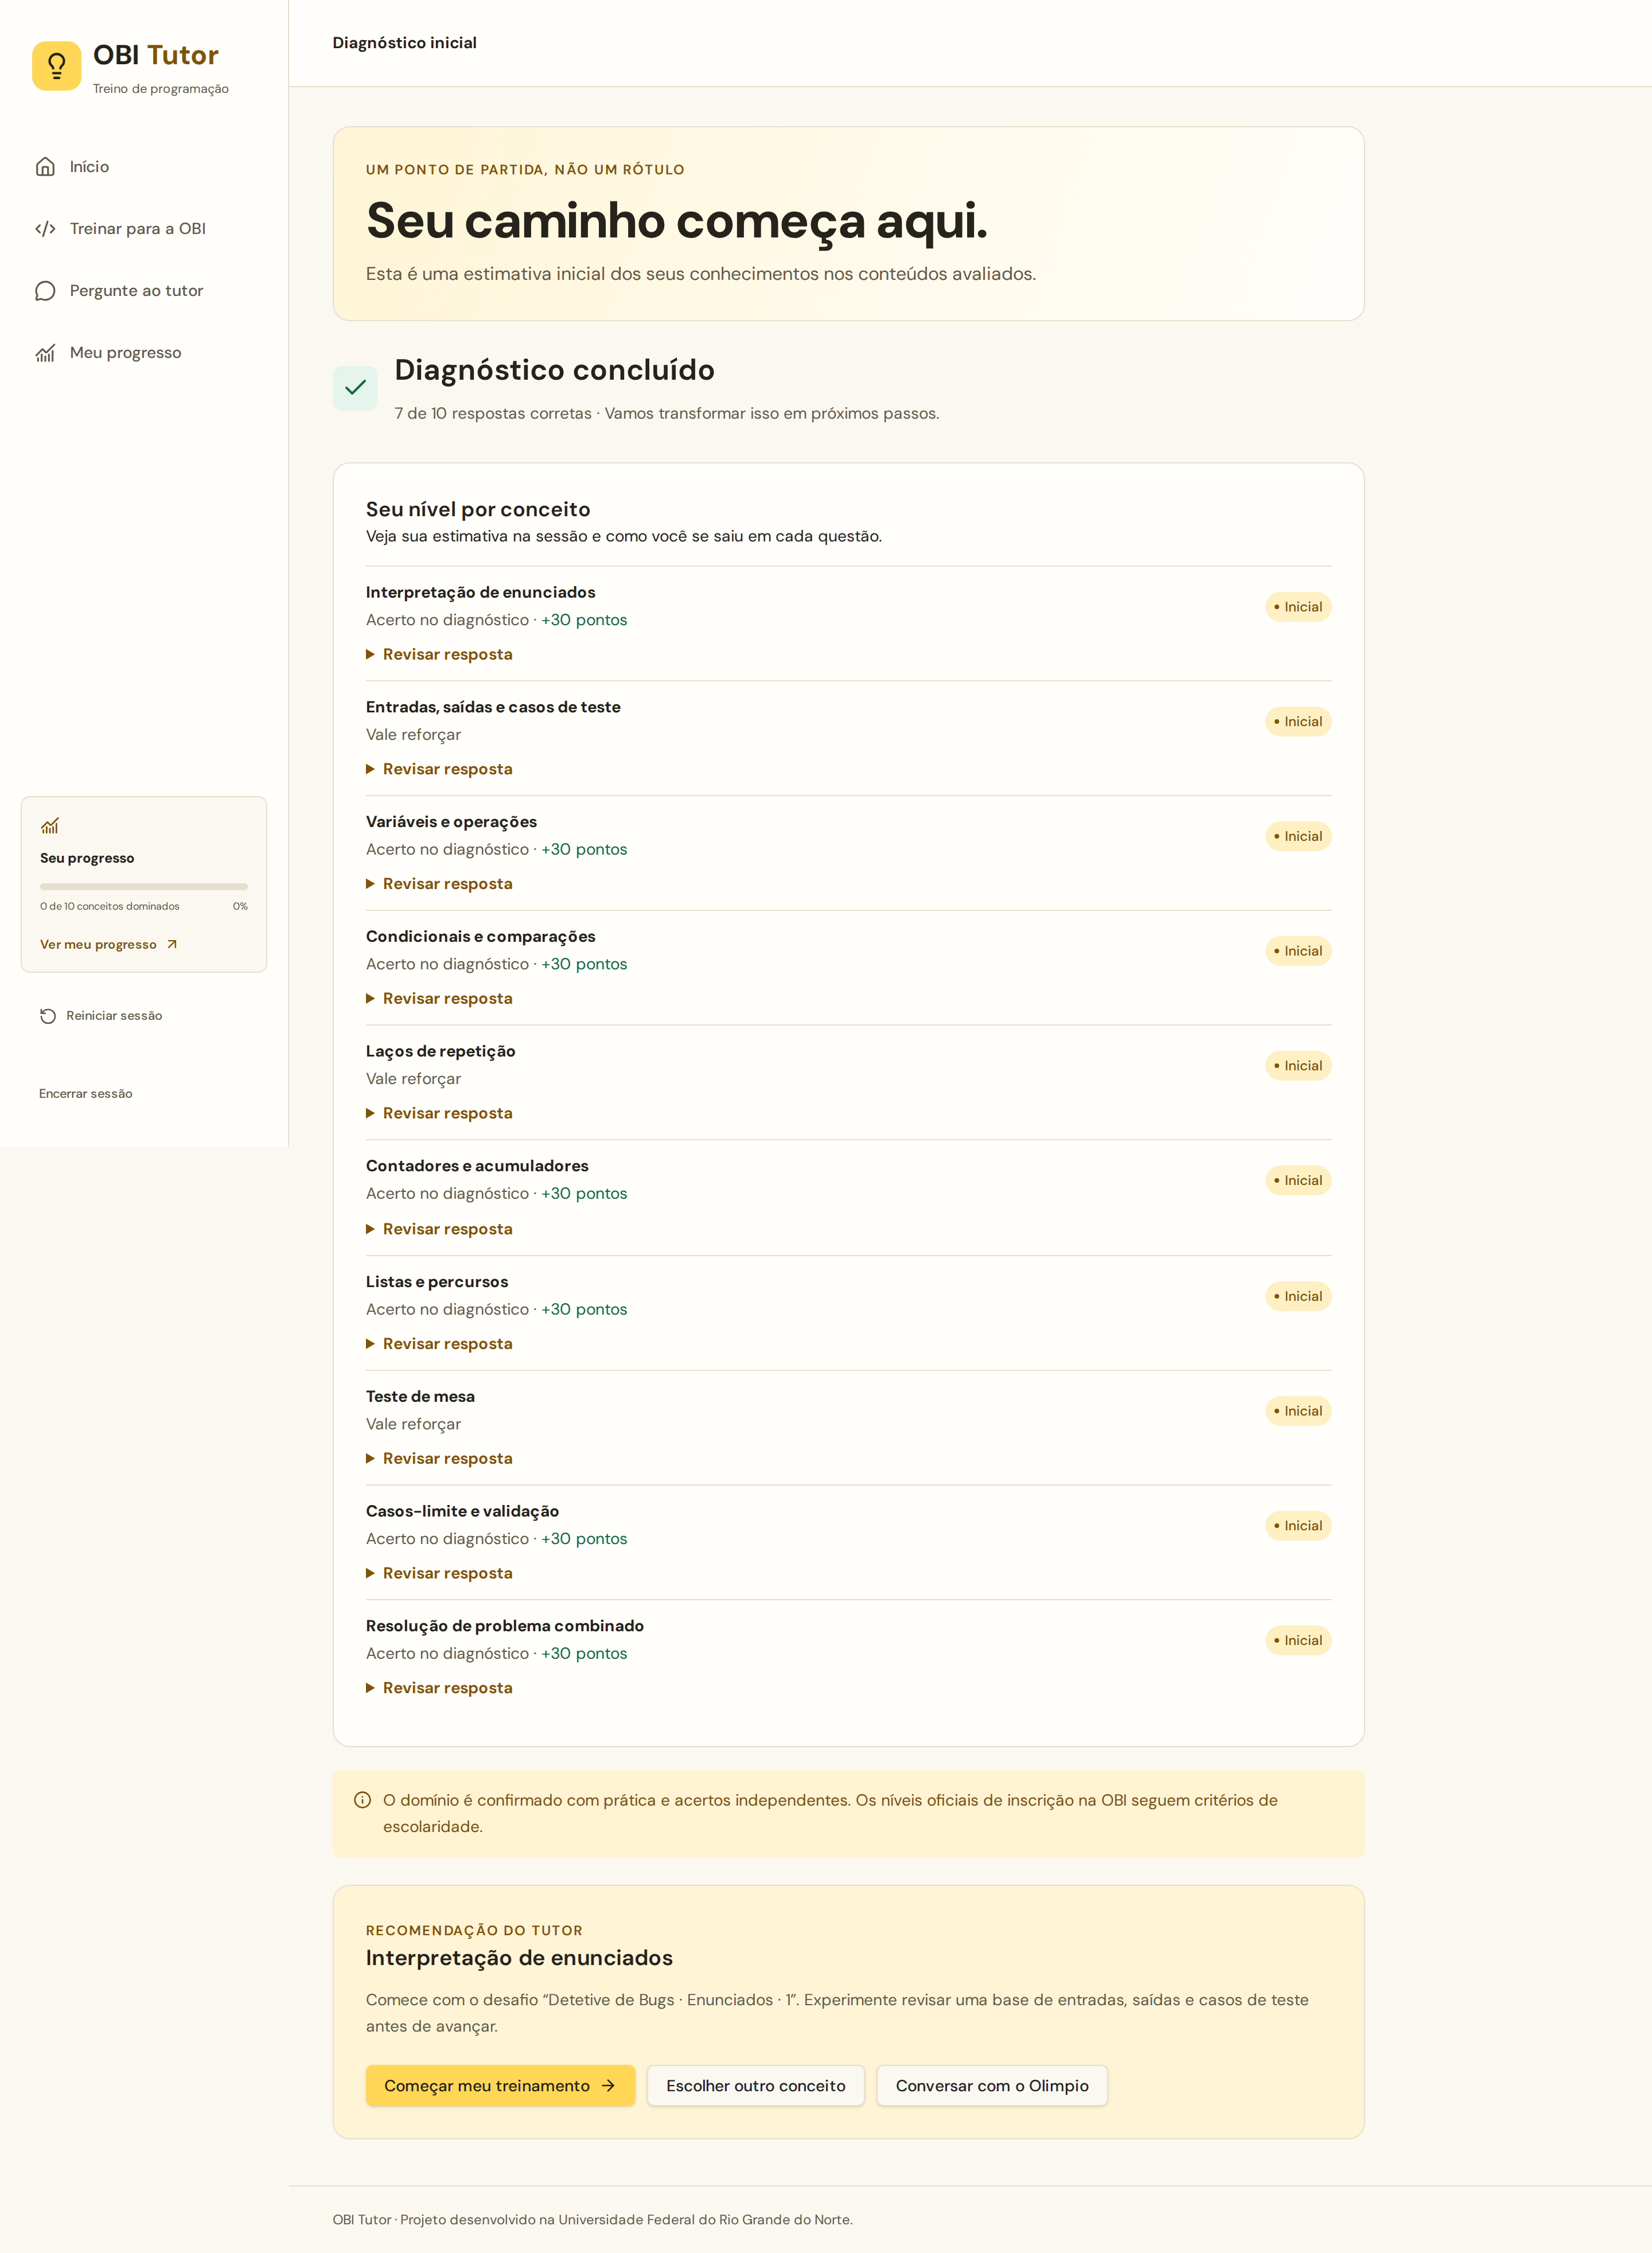 OBI Tutor
Treino de programação
Início
Treinar para a OBI
Pergunte ao tutor
Meu progresso
Seu progresso
0 de 10 conceitos dominados 0%
Ver meu progresso
Reiniciar sessão
Encerrar sessão
Diagnóstico inicial
UM PONTO DE PARTIDA, NÃO UM RÓTULO
Seu caminho começa aqui.
Esta é uma estimativa inicial dos seus conhecimentos nos conteúdos avaliados.
Diagnóstico concluído
7 de 10 respostas corretas · Vamos transformar isso em próximos passos.
Seu nível por conceito
Veja sua estimativa na sessão e como você se saiu em cada questão.
Interpretação de enunciados
Acerto no diagnóstico · +30 pontos
• Inicial
Revisar resposta
Entradas, saídas e casos de teste
Vale reforçar
• Inicial
Revisar resposta
Variáveis e operações
Acerto no diagnóstico · +30 pontos
• Inicial
Revisar resposta
Condicionais e comparações
Acerto no diagnóstico · +30 pontos
• Inicial
Revisar resposta
Laços de repetição
Vale reforçar
• Inicial
Revisar resposta
Contadores e acumuladores
Acerto no diagnóstico · +30 pontos
• Inicial
Revisar resposta
Listas e percursos
Acerto no diagnóstico · +30 pontos
• Inicial
Revisar resposta
Teste de mesa
Vale reforçar
• Inicial
Revisar resposta
Casos-limite e validação
Acerto no diagnóstico · +30 pontos
• Inicial
Revisar resposta
Resolução de problema combinado
Acerto no diagnóstico · +30 pontos
• Inicial
Revisar resposta
O domínio é confirmado com prática e acertos independentes. Os níveis oficiais de inscrição na OBI seguem critérios de
escolaridade.
RECOMENDAÇÃO DO TUTOR
Interpretação de enunciados
Comece com o desafio “Detetive de Bugs · Enunciados · 1”. Experimente revisar uma base de entradas, saídas e casos de teste
antes de avançar.
Começar meu treinamento →
Escolher outro conceito
Conversar com o Olimpio
OBI Tutor · Projeto desenvolvido na Universidade Federal do Rio Grande do Norte.